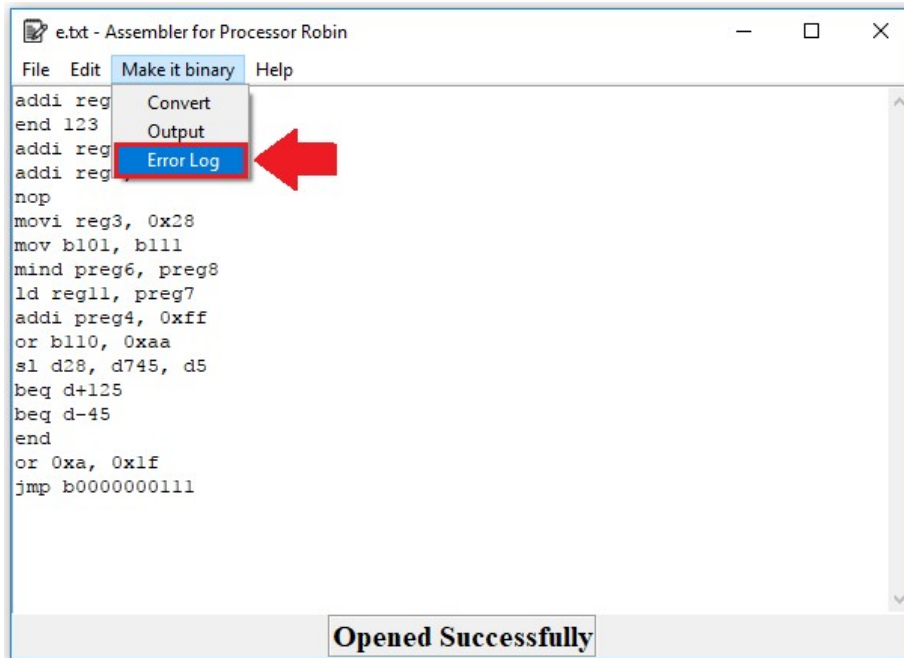 e.txt - Assembler for Processor Robin
File Edit Make it binary Help
Convert
Output
Error Log
addi reg
end 123
addi reg
addi reg
nop
movi reg3, 0x28
mov b101, b111
mind preg6, preg8
ld reg11, preg7
addi preg4, 0xff
or b110, 0xaa
sl d28, d745, d5
beq d+125
beq d-45
end
or 0xa, 0x1f
jmp b0000000111
Opened Successfully